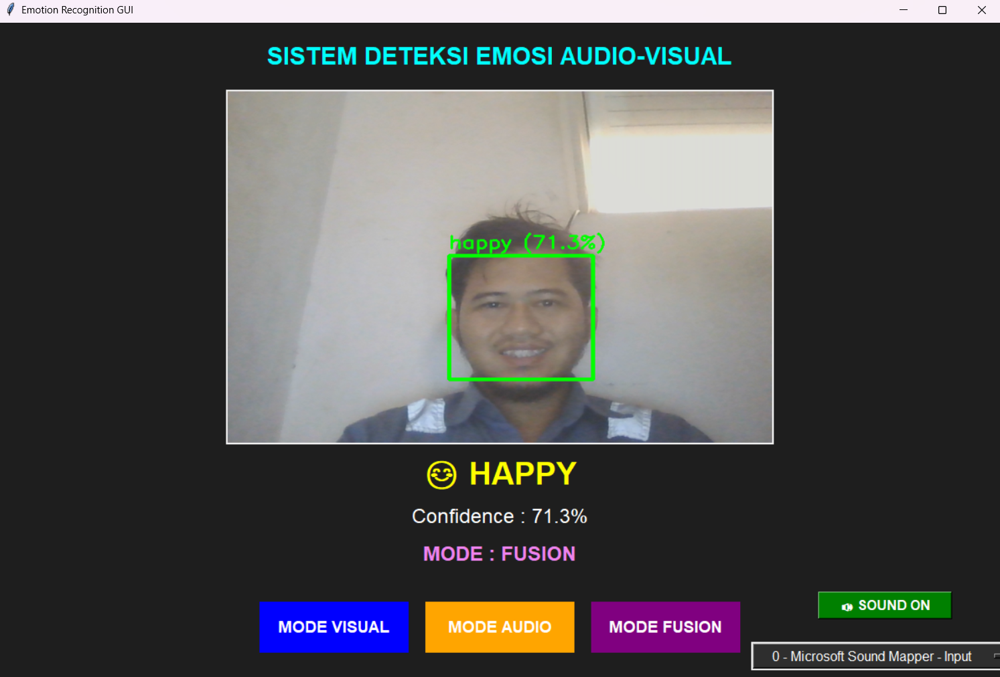 Emotion Recognition GUI
SISTEM DETEKSI EMOSI AUDIO-VISUAL
happy (71.3%)
HAPPY
Confidence : 71.3%
MODE : FUSION
SOUND ON
MODE VISUAL
MODE AUDIO
MODE FUSION
0 - Microsoft Sound Mapper - Input